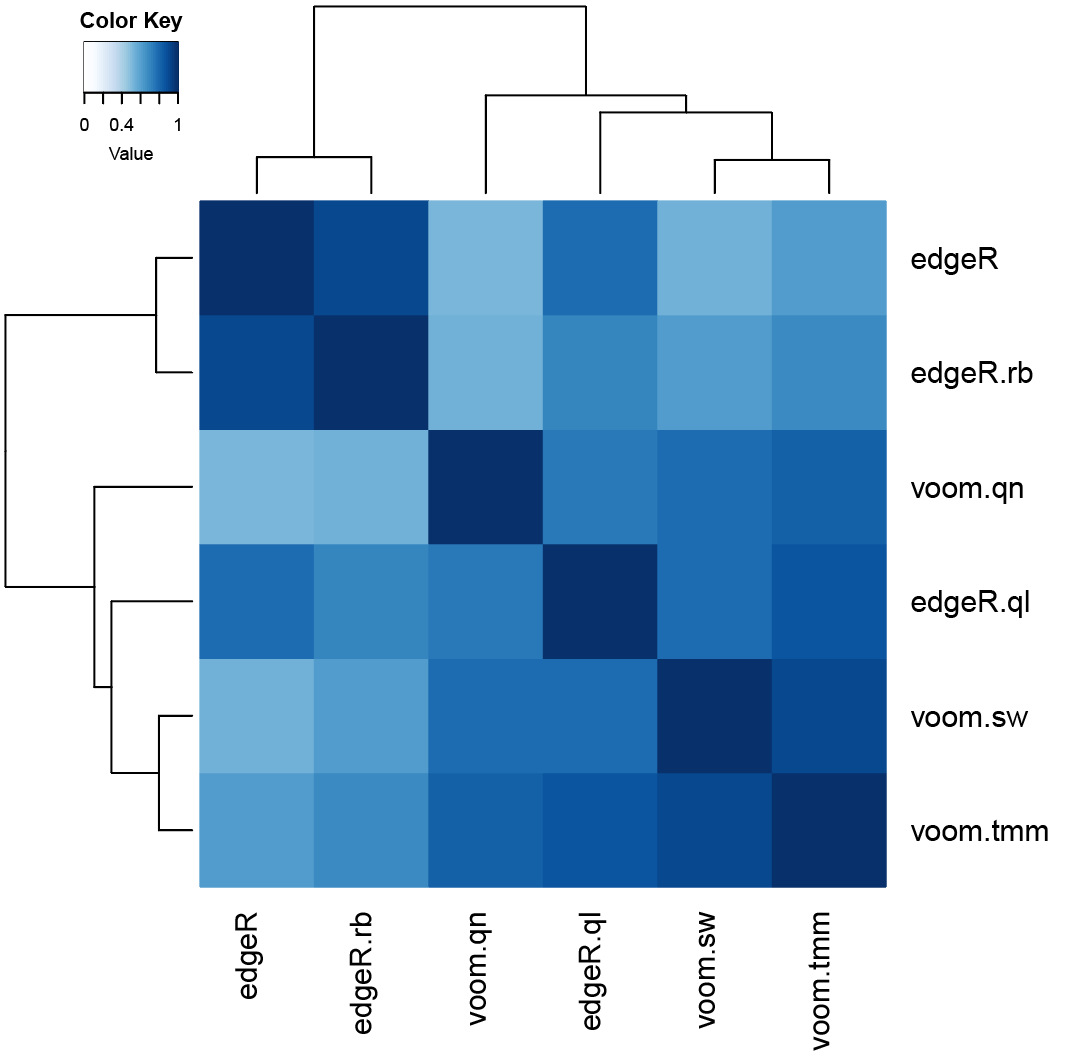 Color Key
0 0.4 1
Value
edgeR
edgeR.rb
voom.qn
edgeR.ql
voom.sw
voom.tmm
edgeR
edgeR.rb
voom.qn
edgeR.ql
voom.sw
voom.tmm